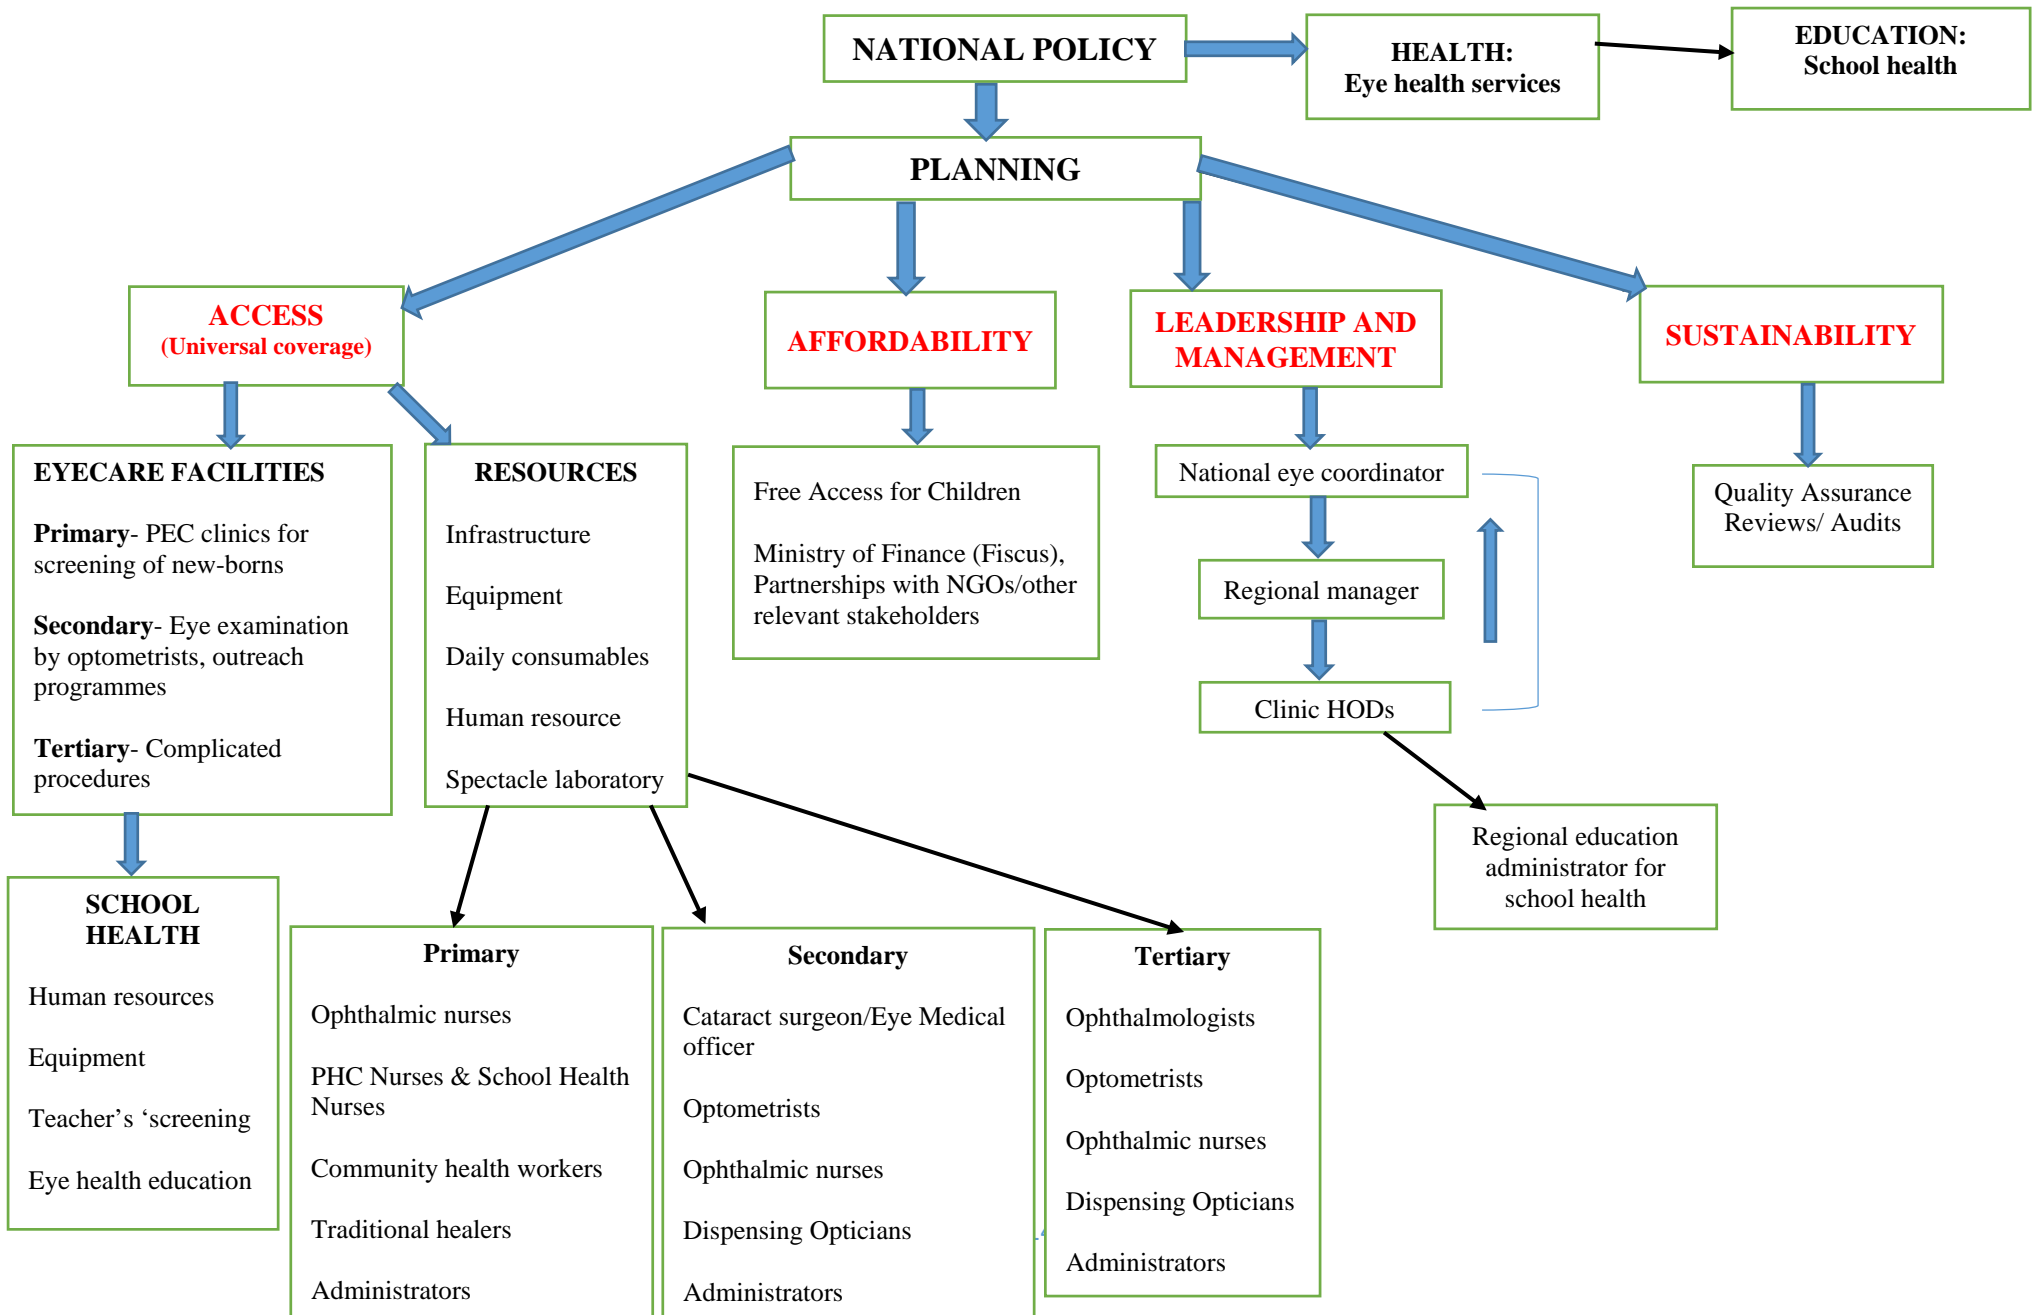 NATIONAL POLICY
HEALTH:
Eye health services
EDUCATION:
School health
PLANNING
ACCESS
(Universal coverage)
AFFORDABILITY
LEADERSHIP AND
MANAGEMENT
SUSTAINABILITY
EYECARE FACILITIES
Primary- PEC clinics for
screening of new-borns
Secondary- Eye examination
by optometrists, outreach
programmes
Tertiary- Complicated
procedures
RESOURCES
Infrastructure
Equipment
Daily consumables
Human resource
Spectacle laboratory
Free Access for Children
Ministry of Finance (Fiscus),
Partnerships with NGOs/other
relevant stakeholders
National eye coordinator
Regional manager
Clinic HODs
Quality Assurance
Reviews/ Audits
Regional education
administrator for
school health
SCHOOL
HEALTH
Human resources
Equipment
Teacher’s ‘screening
Eye health education
Primary
Ophthalmic nurses
PHC Nurses & School Health
Nurses
Community health workers
Traditional healers
Administrators
Secondary
Cataract surgeon/Eye Medical
officer
Optometrists
Ophthalmic nurses
Dispensing Opticians
Administrators
Tertiary
Ophthalmologists
Optometrists
Ophthalmic nurses
Dispensing Opticians
Administrators